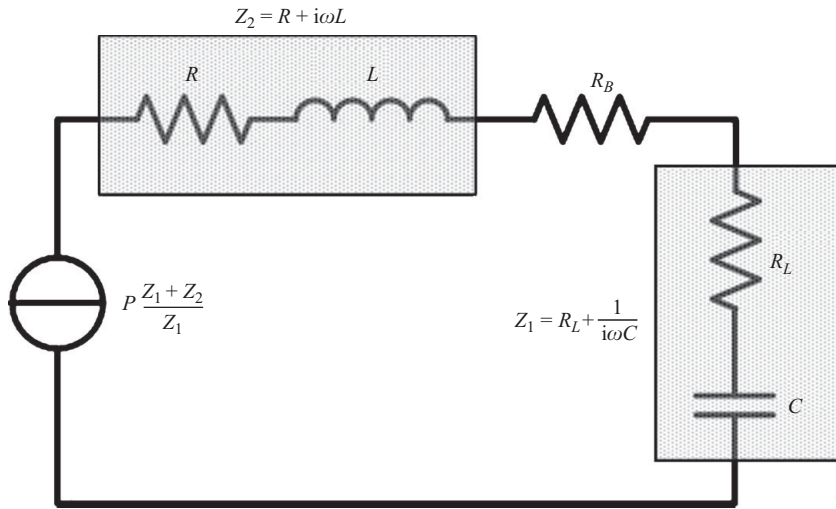 Z₂ = R + iωL
R
L
R_B
R_L
P (Z₁ + Z₂)/Z₁
Z₁ = R_L + 1/(iωC)
C